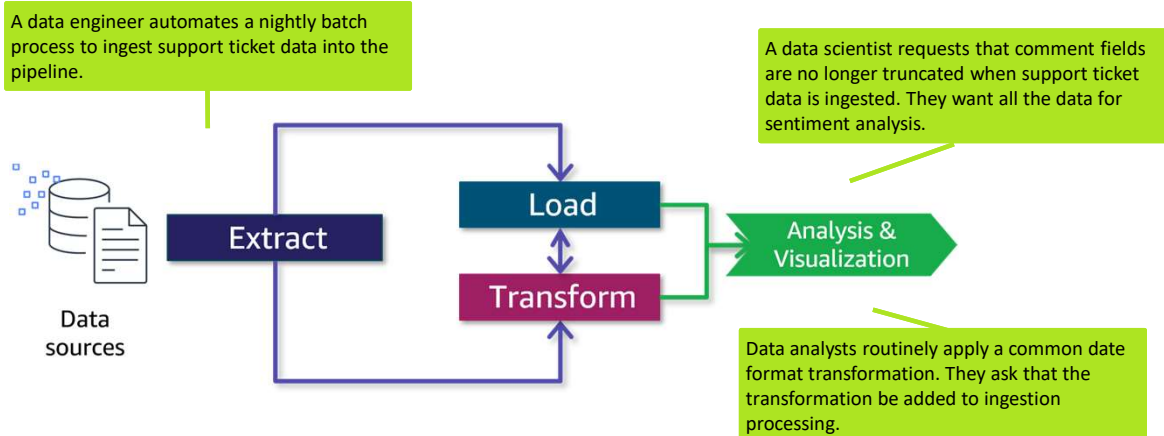 A data engineer automates a nightly batch
process to ingest support ticket data into the
pipeline.
A data scientist requests that comment fields
are no longer truncated when support ticket
data is ingested. They want all the data for
sentiment analysis.
Data
sources
Extract
Load
Transform
Analysis &
Visualization
Data analysts routinely apply a common date
format transformation. They ask that the
transformation be added to ingestion
processing.